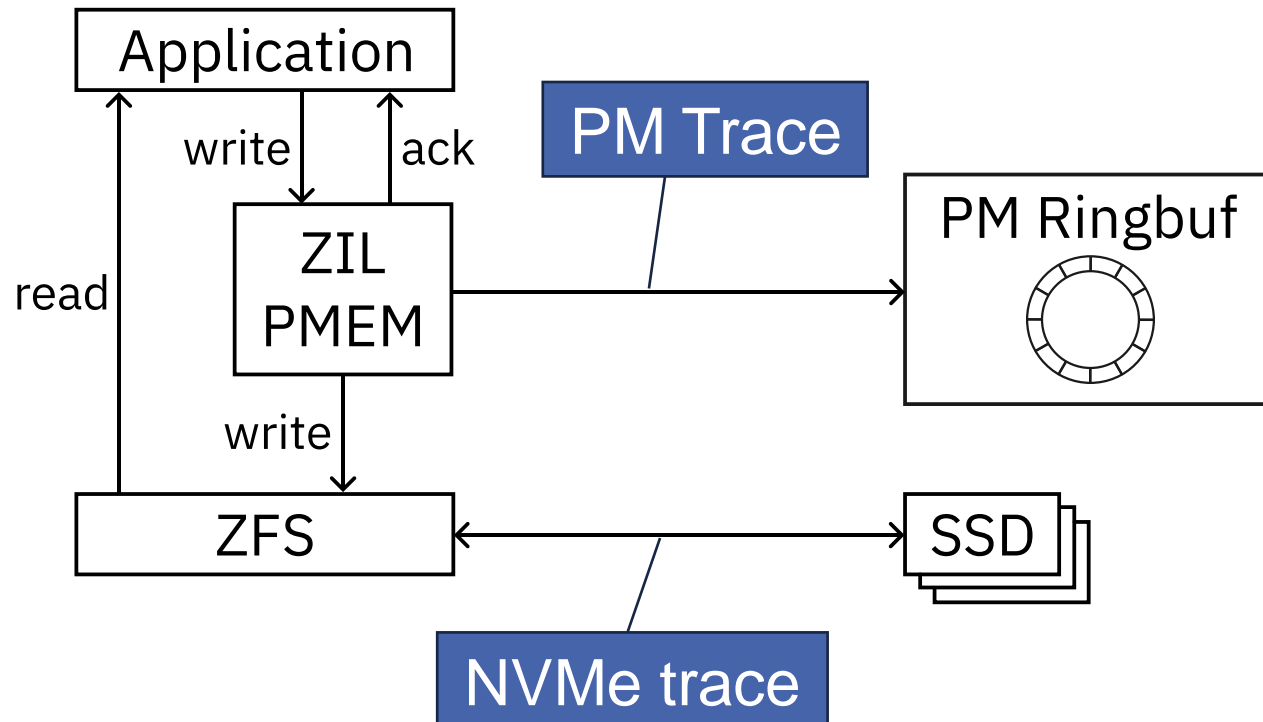 Application
PM Trace
write
ack
PM Ringbuf
ZIL
PMEM
read
write
ZFS
SSD
NVMe trace